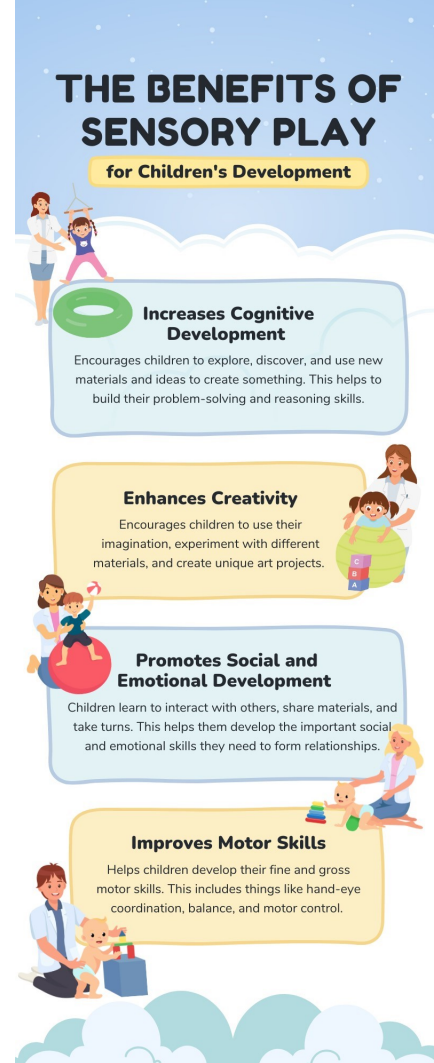 THE BENEFITS OF
SENSORY PLAY
for Children's Development
Increases Cognitive
Development
Encourages children to explore, discover, and use new
materials and ideas to create something. This helps to
build their problem-solving and reasoning skills.
Enhances Creativity
Encourages children to use their
imagination, experiment with different
materials, and create unique art projects.
C
B
A
Promotes Social and
Emotional Development
Children learn to interact with others, share materials, and
take turns. This helps them develop the important social
and emotional skills they need to form relationships.
Improves Motor Skills
Helps children develop their fine and gross
motor skills. This includes things like hand-eye
coordination, balance, and motor control.